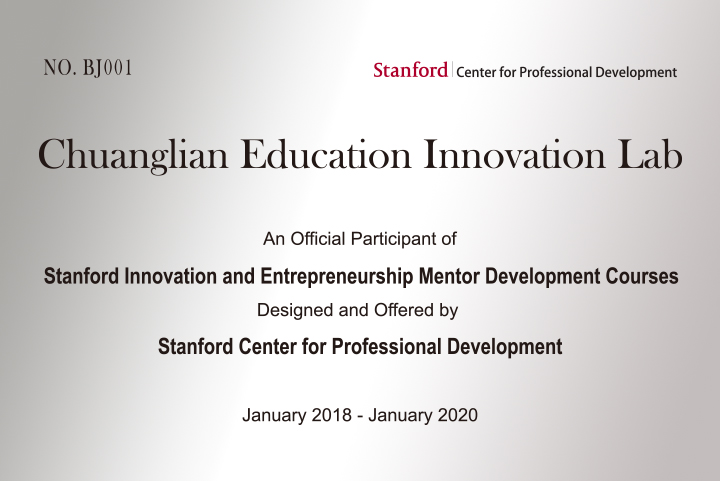 NO. BJ001
Stanford | Center for Professional Development
Chuanglian Education Innovation Lab
An Official Participant of
Stanford Innovation and Entrepreneurship Mentor Development Courses
Designed and Offered by
Stanford Center for Professional Development
January 2018 - January 2020